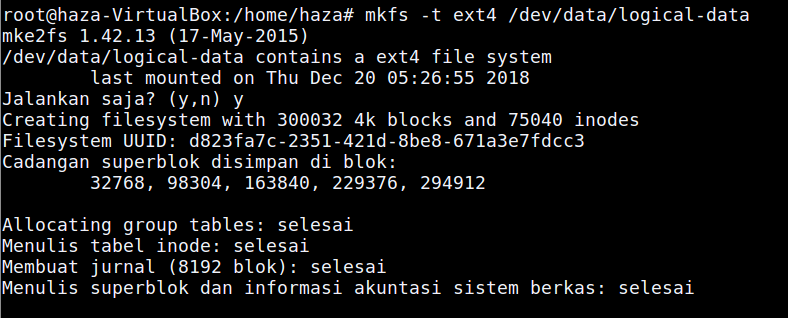 root@haza-VirtualBox:/home/haza# mkfs -t ext4 /dev/data/logical-data
mke2fs 1.42.13 (17-May-2015)
/dev/data/logical-data contains a ext4 file system
        last mounted on Thu Dec 20 05:26:55 2018
Jalankan saja? (y,n) y
Creating filesystem with 300032 4k blocks and 75040 inodes
Filesystem UUID: d823fa7c-2351-421d-8be8-671a3e7fdcc3
Cadangan superblok disimpan di blok:
        32768, 98304, 163840, 229376, 294912

Allocating group tables: selesai
Menulis tabel inode: selesai
Membuat jurnal (8192 blok): selesai
Menulis superblok dan informasi akuntasi sistem berkas: selesai